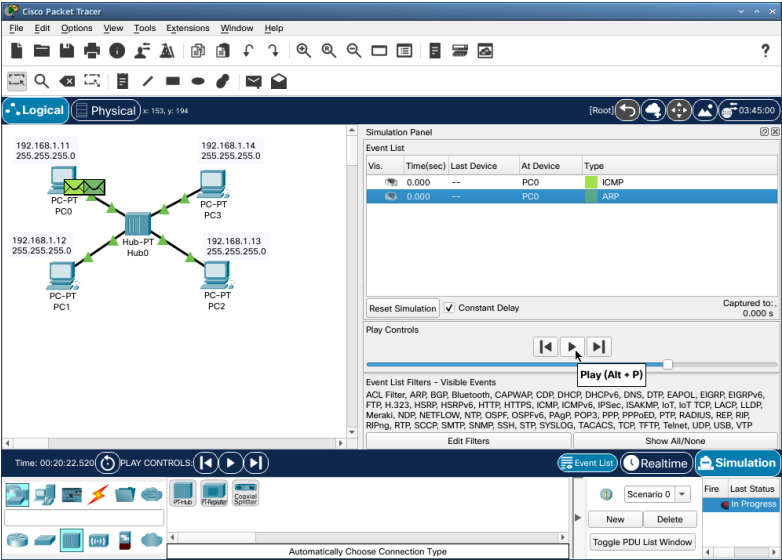 Cisco Packet Tracer
File Edit Options View Tools Extensions Window Help
?
Logical Physical x: 153, y: 194 [Root] 03:45:00
192.168.1.11
255.255.255.0
192.168.1.14
255.255.255.0
PC-PT
PC0
PC-PT
PC3
Hub-PT
Hub0
192.168.1.12
255.255.255.0
192.168.1.13
255.255.255.0
PC-PT
PC1
PC-PT
PC2
Simulation Panel
Event List
Vis. Time(sec) Last Device At Device Type
0.000 -- PC0 ICMP
0.000 -- PC0 ARP
Reset Simulation Constant Delay Captured to:
0.000 s
Play Controls
Play (Alt + P)
Event List Filters - Visible Events
ACL Filter, ARP, BGP, Bluetooth, CAPWAP, CDP, DHCP, DHCPv6, DNS, DTP, EAPOL, EIGRP, EIGRPv6,
FTP, H.323, HSRP, HSRPv6, HTTP, HTTPS, ICMP, ICMPv6, IPSec, ISAKMP, IoT, IoT TCP, LACP, LLDP,
Meraki, NDP, NETFLOW, NTP, OSPF, OSPFv6, PAgP, POP3, PPP, PPPoED, PTP, RADIUS, REP, RIP,
RIPng, RTP, SCCP, SMTP, SNMP, SSH, STP, SYSLOG, TACACS, TCP, TFTP, Telnet, UDP, USB, VTP
Edit Filters Show All/None
Time: 00:20:22.520 PLAY CONTROLS: Event List Realtime Simulation
PT-Hub PT-Repeater Coaxial
Splitter
Automatically Choose Connection Type
Scenario 0
New Delete
Toggle PDU List Window
Fire Last Status
In Progress